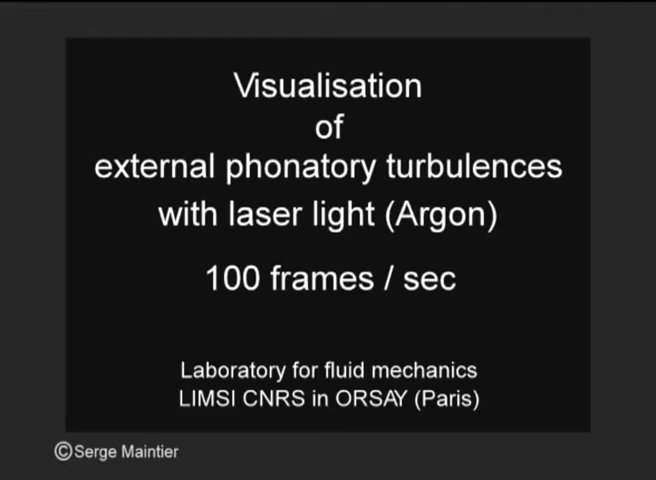 Visualisation
of
external phonatory turbulences
with laser light (Argon)
100 frames / sec
Laboratory for fluid mechanics
LIMSI CNRS in ORSAY (Paris)
©Serge Maintier